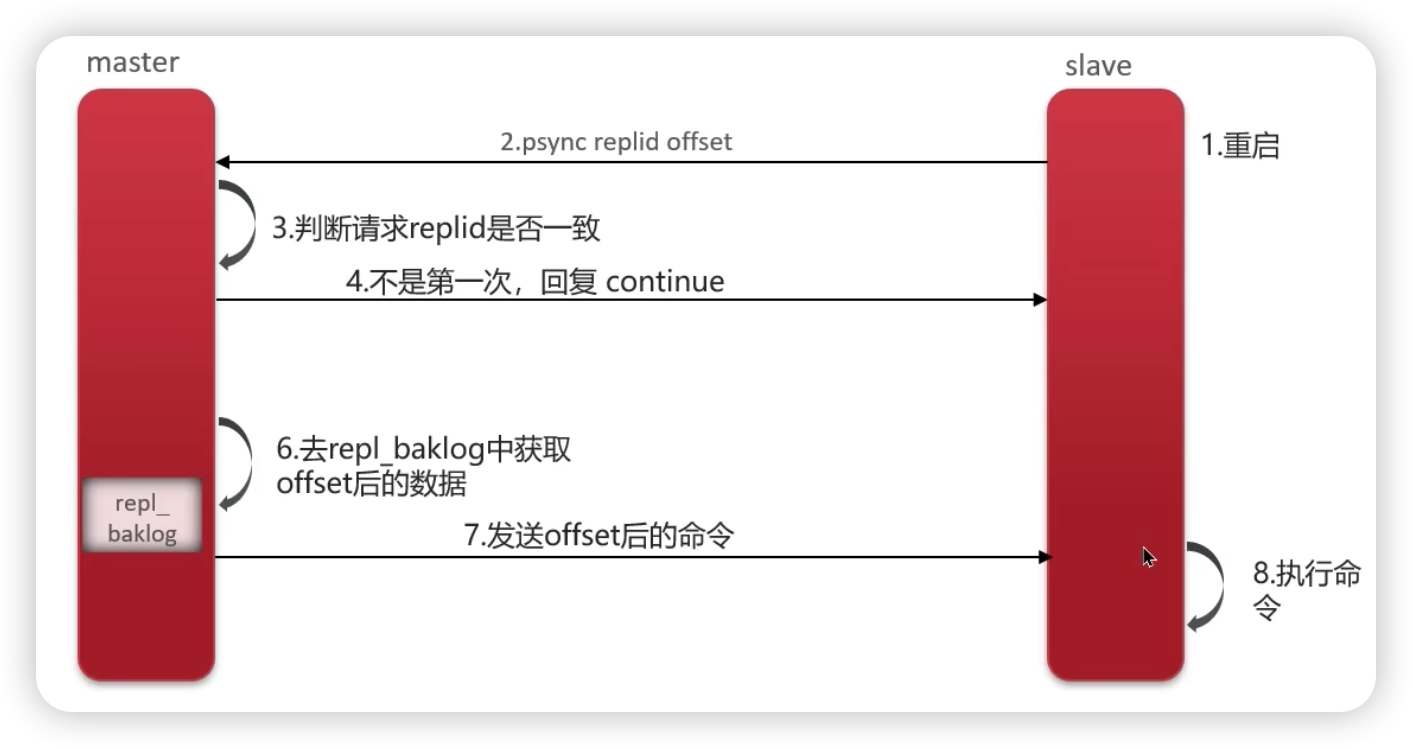 master
slave
2.psync replid offset
1.重启
3.判断请求replid是否一致
4.不是第一次，回复 continue
6.去repl_baklog中获取
offset后的数据
repl_
baklog
7.发送offset后的命令
8.执行命
令